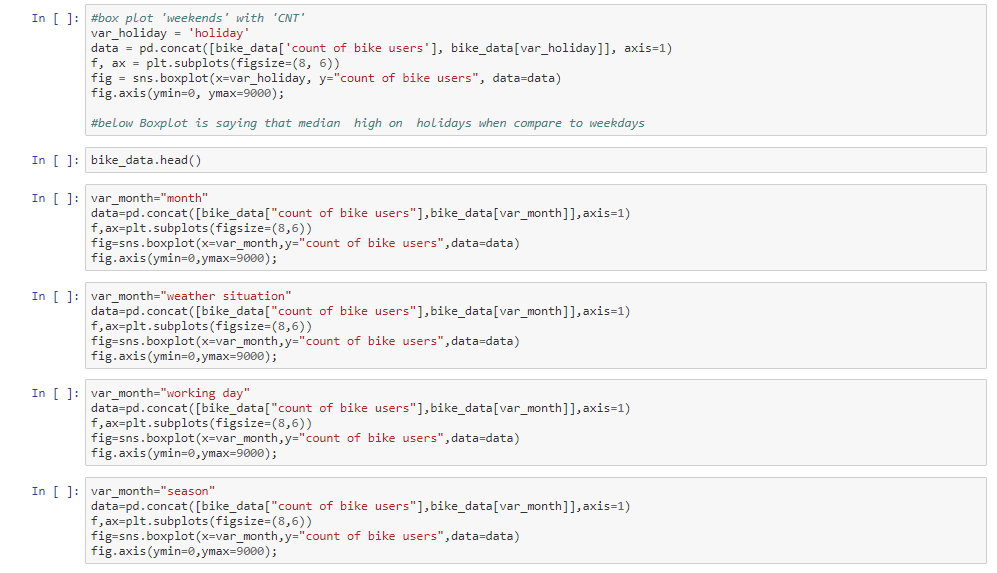 In [ ]: #box plot 'weekends' with 'CNT'
var_holiday = 'holiday'
data = pd.concat([bike_data['count of bike users'], bike_data[var_holiday]], axis=1)
f, ax = plt.subplots(figsize=(8, 6))
fig = sns.boxplot(x=var_holiday, y="count of bike users", data=data)
fig.axis(ymin=0, ymax=9000);
#below Boxplot is saying that median  high on  holidays when compare to weekdays
In [ ]: bike_data.head()
In [ ]: var_month="month"
data=pd.concat([bike_data["count of bike users"],bike_data[var_month]],axis=1)
f,ax=plt.subplots(figsize=(8,6))
fig=sns.boxplot(x=var_month,y="count of bike users",data=data)
fig.axis(ymin=0,ymax=9000);
In [ ]: var_month="weather situation"
data=pd.concat([bike_data["count of bike users"],bike_data[var_month]],axis=1)
f,ax=plt.subplots(figsize=(8,6))
fig=sns.boxplot(x=var_month,y="count of bike users",data=data)
fig.axis(ymin=0,ymax=9000);
In [ ]: var_month="working day"
data=pd.concat([bike_data["count of bike users"],bike_data[var_month]],axis=1)
f,ax=plt.subplots(figsize=(8,6))
fig=sns.boxplot(x=var_month,y="count of bike users",data=data)
fig.axis(ymin=0,ymax=9000);
In [ ]: var_month="season"
data=pd.concat([bike_data["count of bike users"],bike_data[var_month]],axis=1)
f,ax=plt.subplots(figsize=(8,6))
fig=sns.boxplot(x=var_month,y="count of bike users",data=data)
fig.axis(ymin=0,ymax=9000);